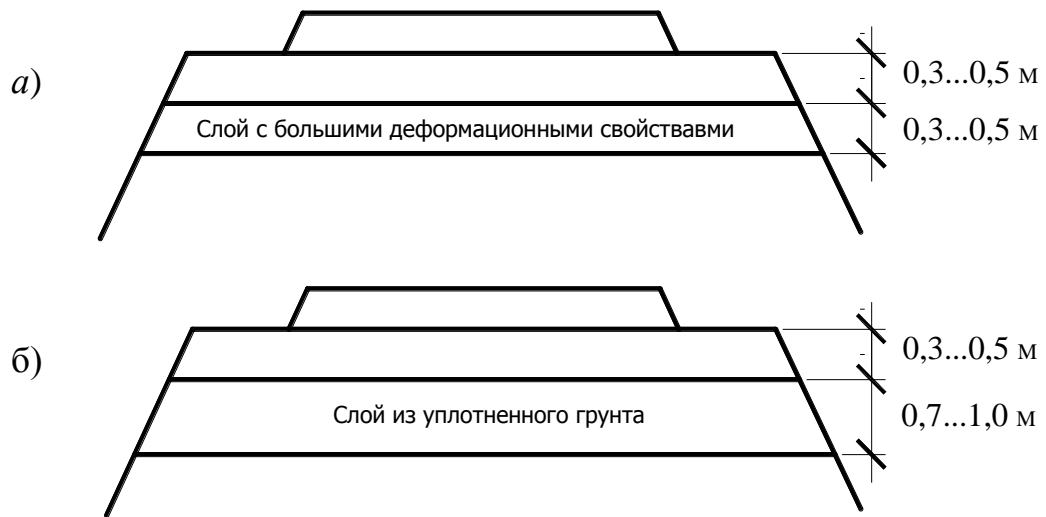 а)
0,3...0,5 м
0,3...0,5 м
Слой с большими деформационными свойставми
б)
0,3...0,5 м
0,7...1,0 м
Слой из уплотненного грунта